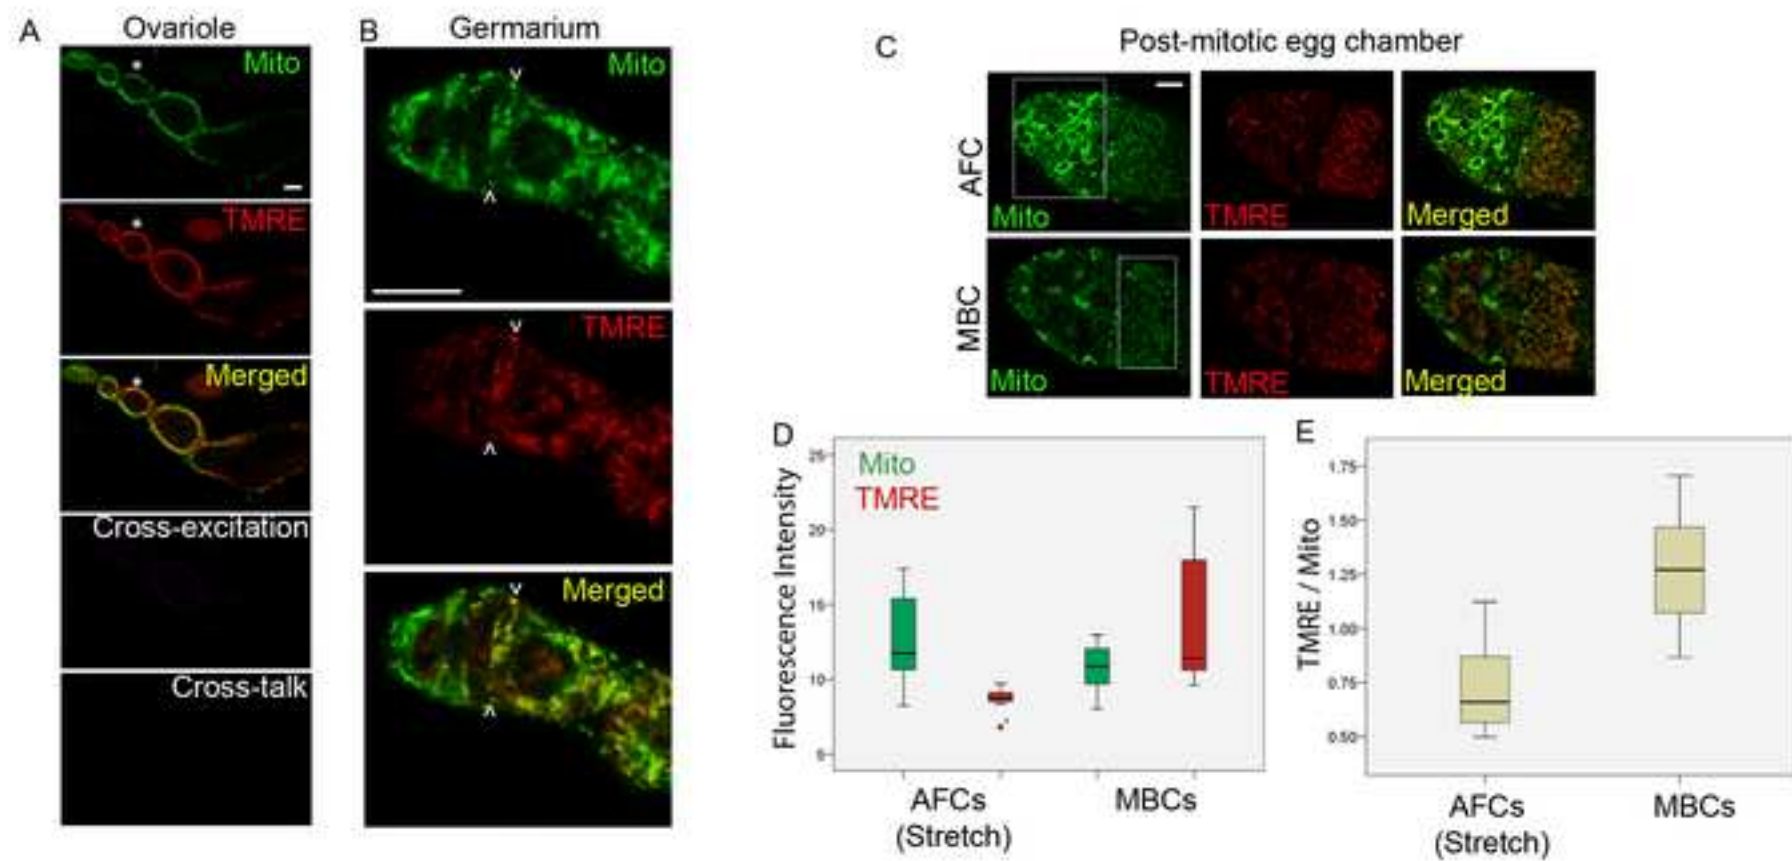 A
Ovariole
Mito
*
TMRE
*
Merged
*
Cross-excitation
Cross-talk
B
Germarium
Mito
TMRE
Merged
C
Post-mitotic egg chamber
AFC
Mito
TMRE
Merged
MBC
Mito
TMRE
Merged
D
Fluorescence Intensity
25
20
15
10
5
Mito
TMRE
AFCs
(Stretch)
MBCs
E
TMRE / Mito
1.75
1.50
1.25
1.00
0.75
0.50
AFCs
(Stretch)
MBCs